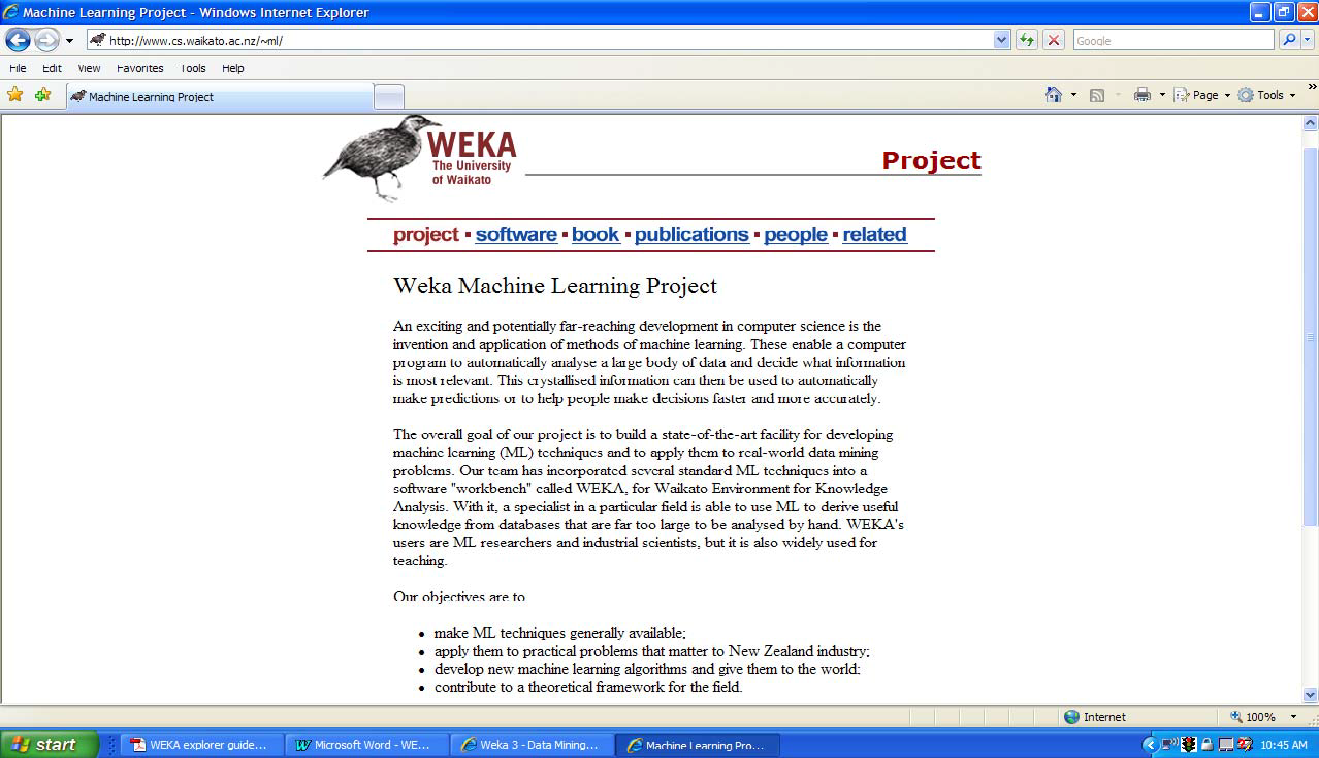 Machine Learning Project - Windows Internet Explorer
http://www.cs.waikato.ac.nz/~ml/
Google
File Edit View Favorites Tools Help
Machine Learning Project
Page Tools »
WEKA
The University
of Waikato
Project
project ▪ software ▪ book ▪ publications ▪ people ▪ related
Weka Machine Learning Project
An exciting and potentially far-reaching development in computer science is the
invention and application of methods of machine learning. These enable a computer
program to automatically analyse a large body of data and decide what information
is most relevant. This crystallised information can then be used to automatically
make predictions or to help people make decisions faster and more accurately.
The overall goal of our project is to build a state-of-the-art facility for developing
machine learning (ML) techniques and to apply them to real-world data mining
problems. Our team has incorporated several standard ML techniques into a
software "workbench" called WEKA, for Waikato Environment for Knowledge
Analysis. With it, a specialist in a particular field is able to use ML to derive useful
knowledge from databases that are far too large to be analysed by hand. WEKA's
users are ML researchers and industrial scientists, but it is also widely used for
teaching.
Our objectives are to
• make ML techniques generally available;
• apply them to practical problems that matter to New Zealand industry;
• develop new machine learning algorithms and give them to the world;
• contribute to a theoretical framework for the field.
Internet 100%
start WEKA explorer guide... Microsoft Word - WE... Weka 3 - Data Mining... Machine Learning Pro... 10:45 AM